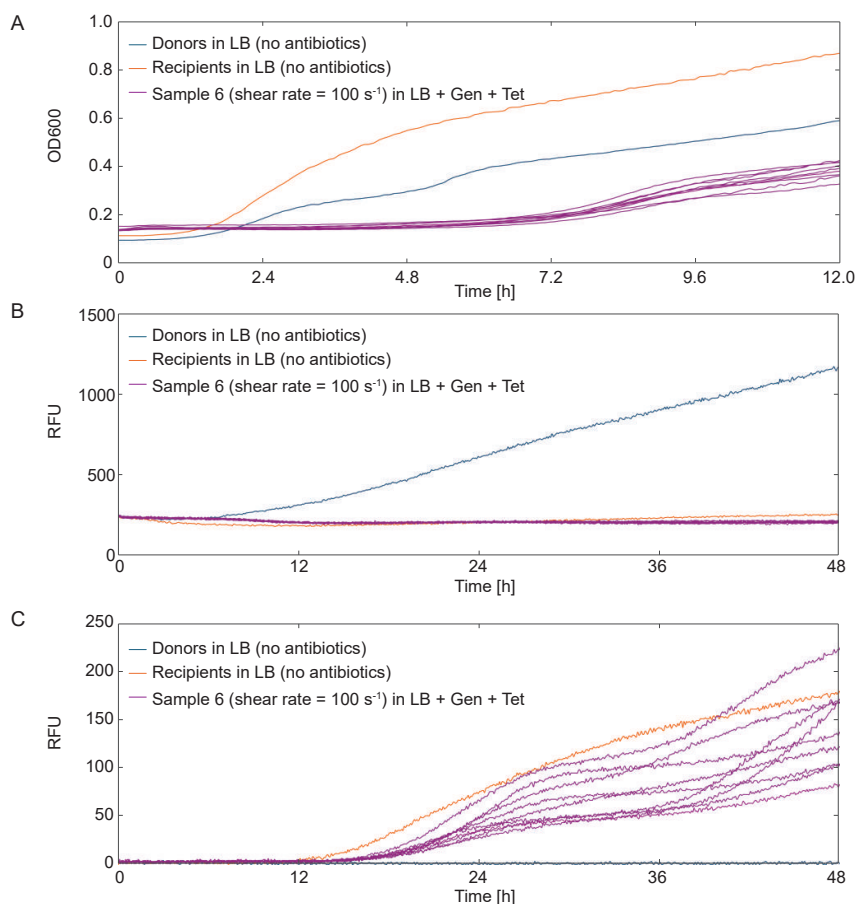 A
1.0
0.8
0.6
0.4
0.2
0
OD600
Donors in LB (no antibiotics)
Recipients in LB (no antibiotics)
Sample 6 (shear rate = 100 s⁻¹) in LB + Gen + Tet
0 2.4 4.8 7.2 9.6 12.0
Time [h]
B
1500
1000
500
0
RFU
Donors in LB (no antibiotics)
Recipients in LB (no antibiotics)
Sample 6 (shear rate = 100 s⁻¹) in LB + Gen + Tet
0 12 24 36 48
Time [h]
C
250
200
150
100
50
0
RFU
Donors in LB (no antibiotics)
Recipients in LB (no antibiotics)
Sample 6 (shear rate = 100 s⁻¹) in LB + Gen + Tet
0 12 24 36 48
Time [h]